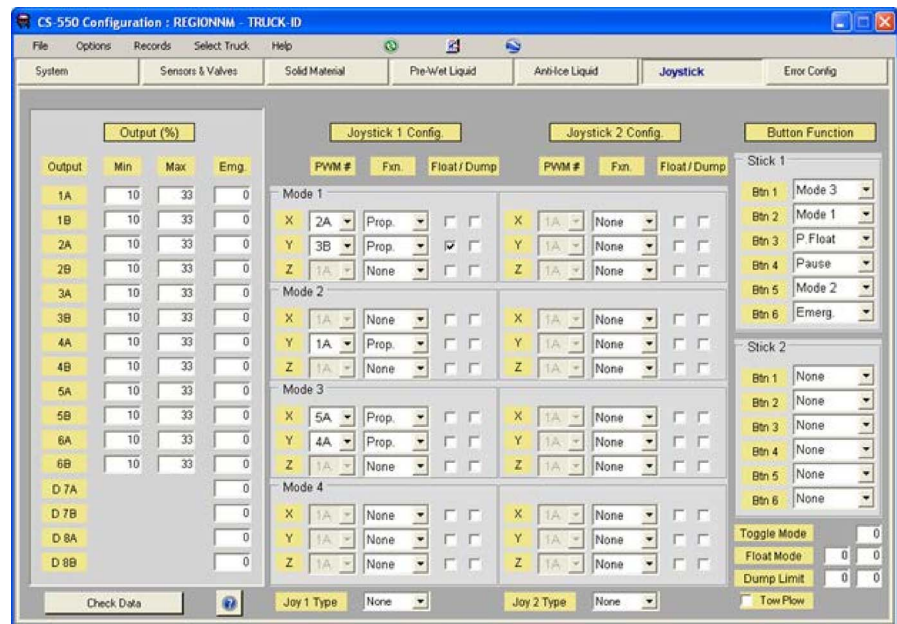 CS-550 Configuration : REGIONNM - TRUCK-ID
File Options Records Select Truck Help
System Sensors & Valves Solid Material Pre-Wet Liquid Anti-Ice Liquid Joystick Error Config
Output (%) Joystick 1 Config. Joystick 2 Config. Button Function
Output Min Max Emg. PWM # Fxn. Float / Dump PWM # Fxn. Float / Dump
1A 10 33 0
1B 10 33 0
2A 10 33 0
2B 10 33 0
3A 10 33 0
3B 10 33 0
4A 10 33 0
4B 10 33 0
5A 10 33 0
5B 10 33 0
6A 10 33 0
6B 10 33 0
D 7A 0
D 7B 0
D 8A 0
D 8B 0
Check Data ?
Mode 1
X 2A Prop. X 1A None
Y 3B Prop. Y 1A None
Z 1A None Z 1A None
Mode 2
X 1A None X 1A None
Y 1A Prop. Y 1A None
Z 1A None Z 1A None
Mode 3
X 5A Prop. X 1A None
Y 4A Prop. Y 1A None
Z 1A None Z 1A None
Mode 4
X 1A None X 1A None
Y 1A None Y 1A None
Z 1A None Z 1A None
Joy 1 Type None Joy 2 Type None
Stick 1
Btn 1 Mode 3
Btn 2 Mode 1
Btn 3 P.Float
Btn 4 Pause
Btn 5 Mode 2
Btn 6 Emerg.
Stick 2
Btn 1 None
Btn 2 None
Btn 3 None
Btn 4 None
Btn 5 None
Btn 6 None
Toggle Mode 0
Float Mode 0 0
Dump Limit 0 0
Tow Plow